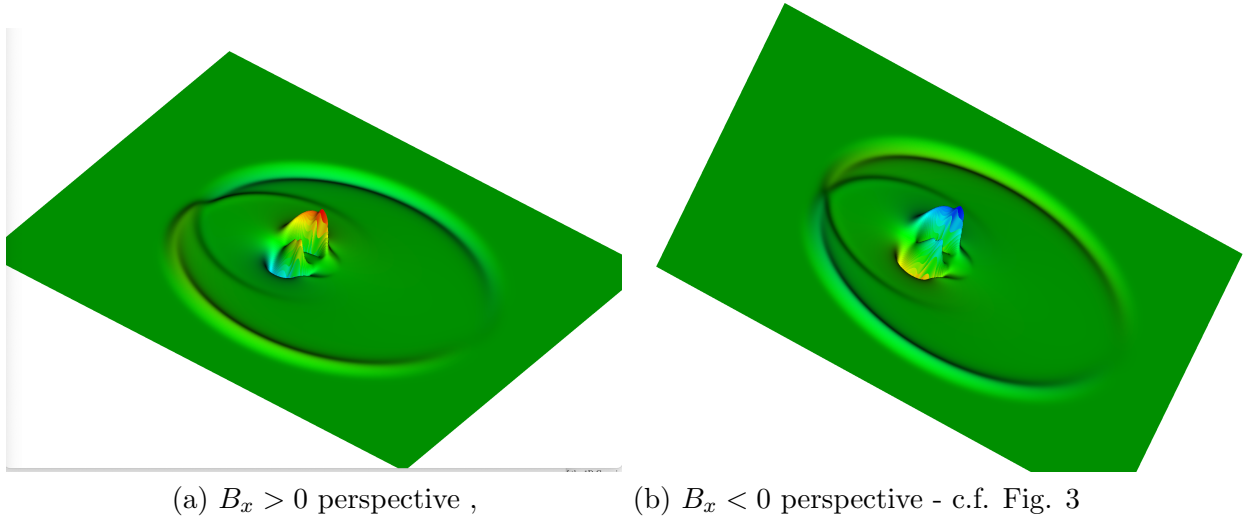 (a) $B_x > 0$ perspective ,
(b) $B_x < 0$ perspective - c.f. Fig. 3